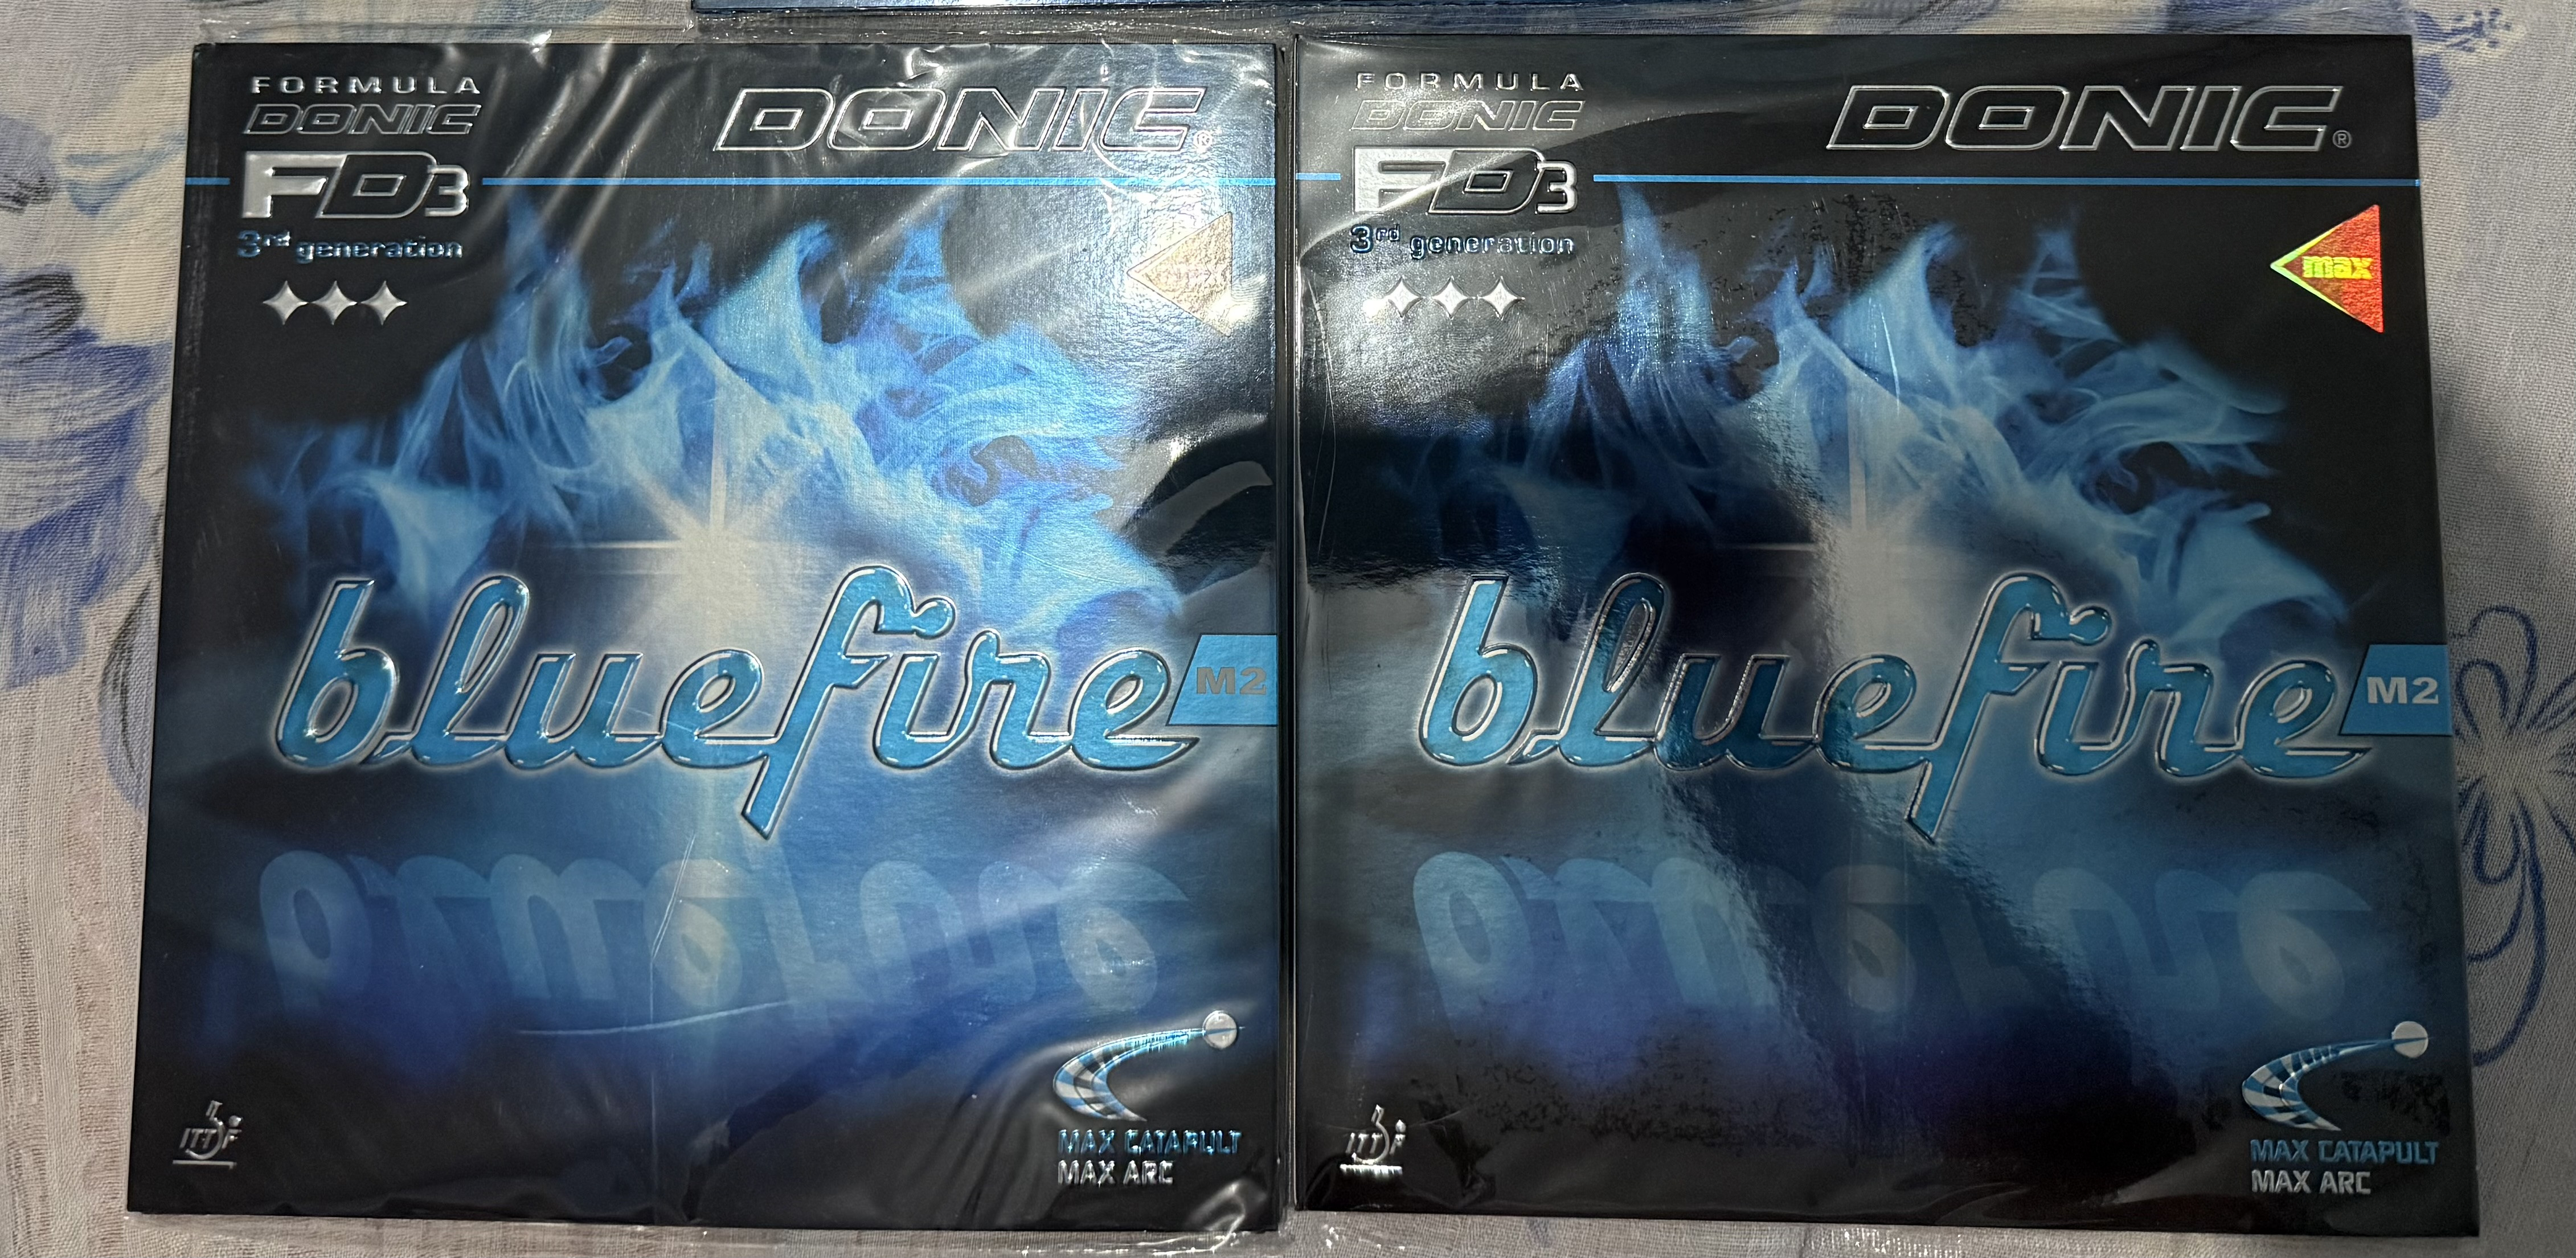 FORMULA
DONIC
FD3
3rd generation
DONIC®
bluefire
M2
ITTF
MAX CATAPULT
MAX ARC
FORMULA
DONIC
FD3
3rd generation
DONIC®
max
bluefire
M2
ITTF
MAX CATAPULT
MAX ARC